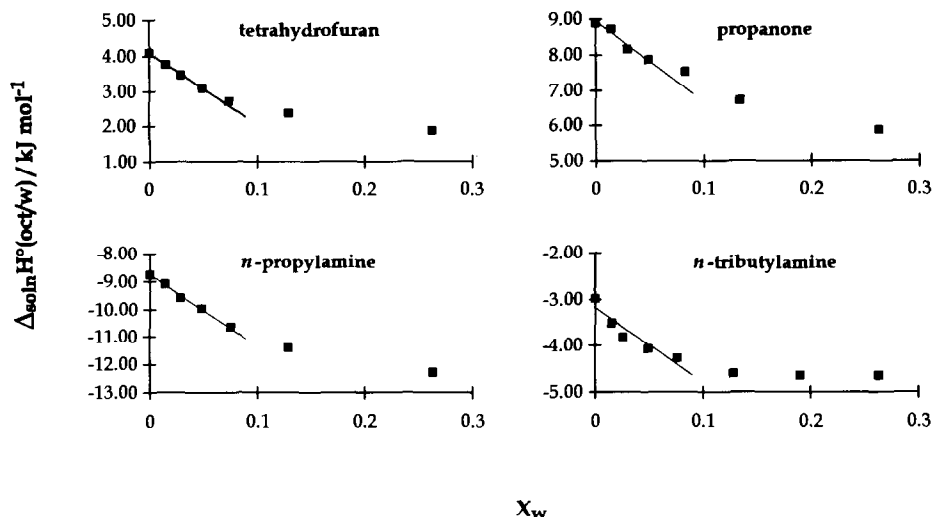 ΔsolnH°(oct/w) / kJ mol⁻¹
tetrahydrofuran
5.00
4.00
3.00
2.00
1.00
0 0.1 0.2 0.3
propanone
9.00
8.00
7.00
6.00
5.00
0 0.1 0.2 0.3
n-propylamine
-8.00
-9.00
-10.00
-11.00
-12.00
-13.00
0 0.1 0.2 0.3
n-tributylamine
-2.00
-3.00
-4.00
-5.00
0 0.1 0.2 0.3
Xw